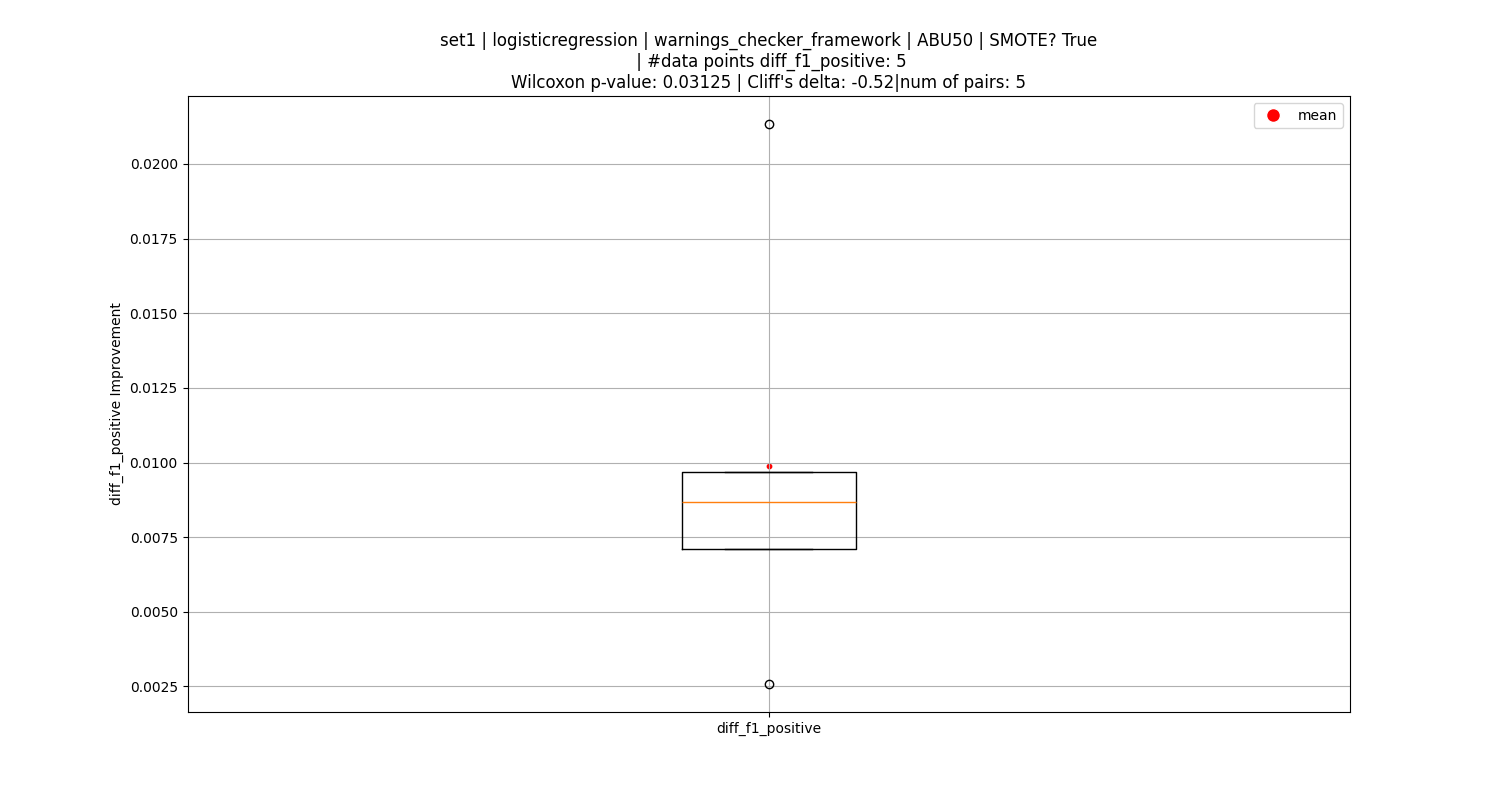 set1 | logisticregression | warnings_checker_framework | ABU50 | SMOTE? True
| #data points diff_f1_positive: 5
Wilcoxon p-value: 0.03125 | Cliff's delta: -0.52|num of pairs: 5
mean
0.0200
0.0175
0.0150
0.0125
0.0100
0.0075
0.0050
0.0025
diff_f1_positive Improvement
diff_f1_positive